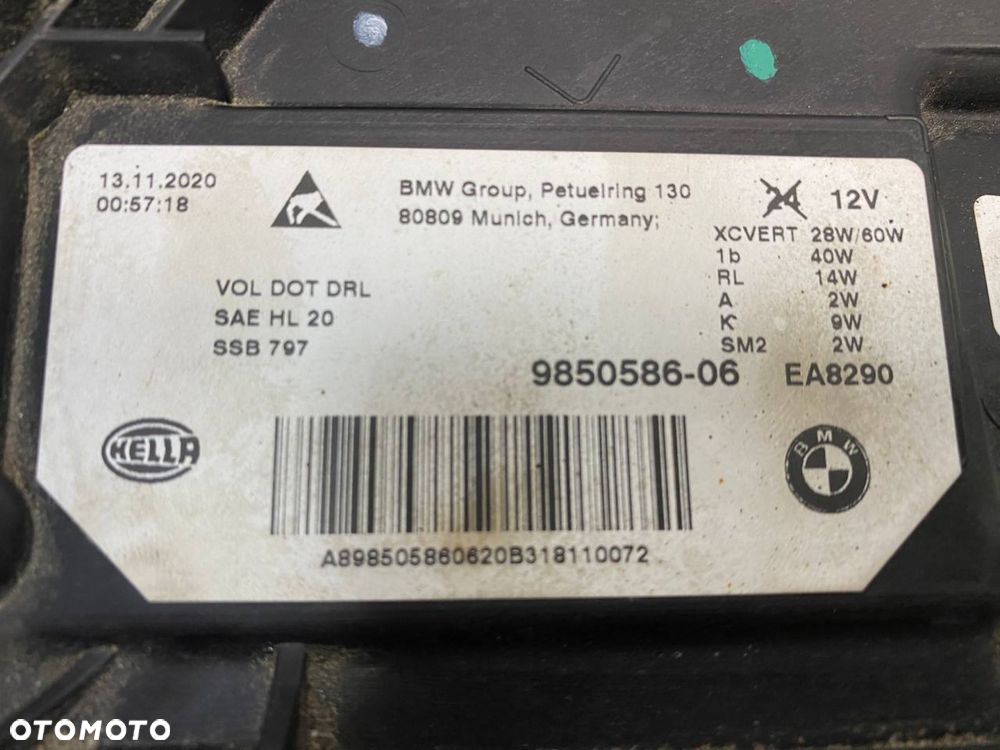 13.11.2020
00:57:18
BMW Group, Petuelring 130
80809 Munich, Germany;
24 12V
XCVERT 28W/60W
1b 40W
RL 14W
A 2W
K 9W
SM2 2W
VOL DOT DRL
SAE HL 20
SSB 797
9850586-06 EA8290
HELLA
BMW
A898505860620B318110072
OTOMOTO